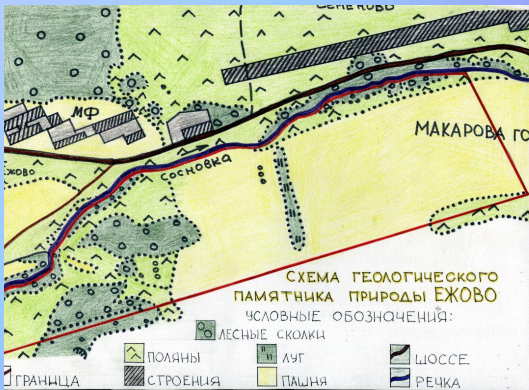 СЕМЕНОВО
МФ
МАКАРОВА ГО
ЕЖОВО
СОСНОВКА
СХЕМА ГЕОЛОГИЧЕСКОГО
ПАМЯТНИКА ПРИРОДЫ ЕЖОВО
УСЛОВНЫЕ ОБОЗНАЧЕНИЯ:
ЛЕСНЫЕ СКОЛКИ
ПОЛЯНЫ ЛУГ ШОССЕ
ГРАНИЦА СТРОЕНИЯ ПАШНЯ РЕЧКА